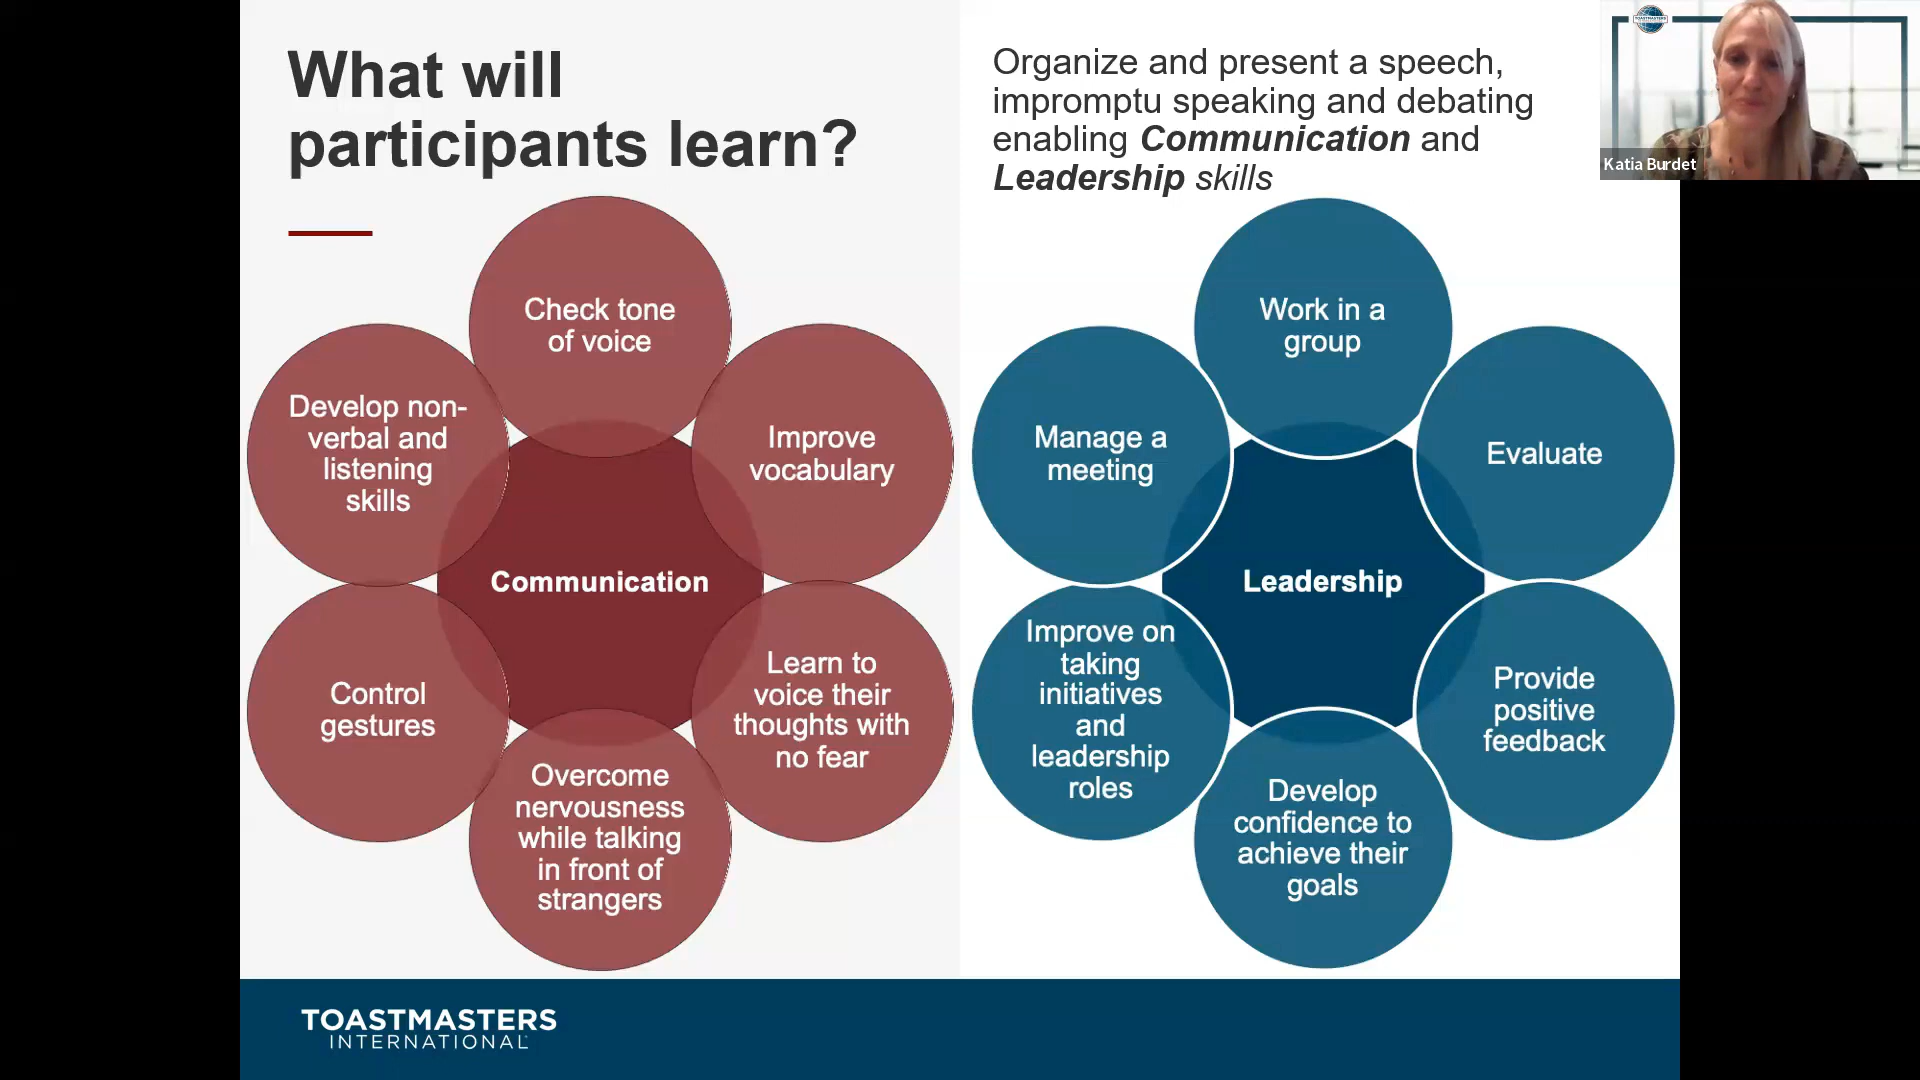 What will
participants learn?
Organize and present a speech,
impromptu speaking and debating
enabling Communication and
Leadership skills
TOASTMASTERS
Katia Burdet
Check tone
of voice
Develop non-
verbal and
listening
skills
Improve
vocabulary
Communication
Control
gestures
Learn to
voice their
thoughts with
no fear
Overcome
nervousness
while talking
in front of
strangers
Work in a
group
Manage a
meeting
Evaluate
Leadership
Improve on
taking
initiatives
and
leadership
roles
Provide
positive
feedback
Develop
confidence to
achieve their
goals
TOASTMASTERS
INTERNATIONAL